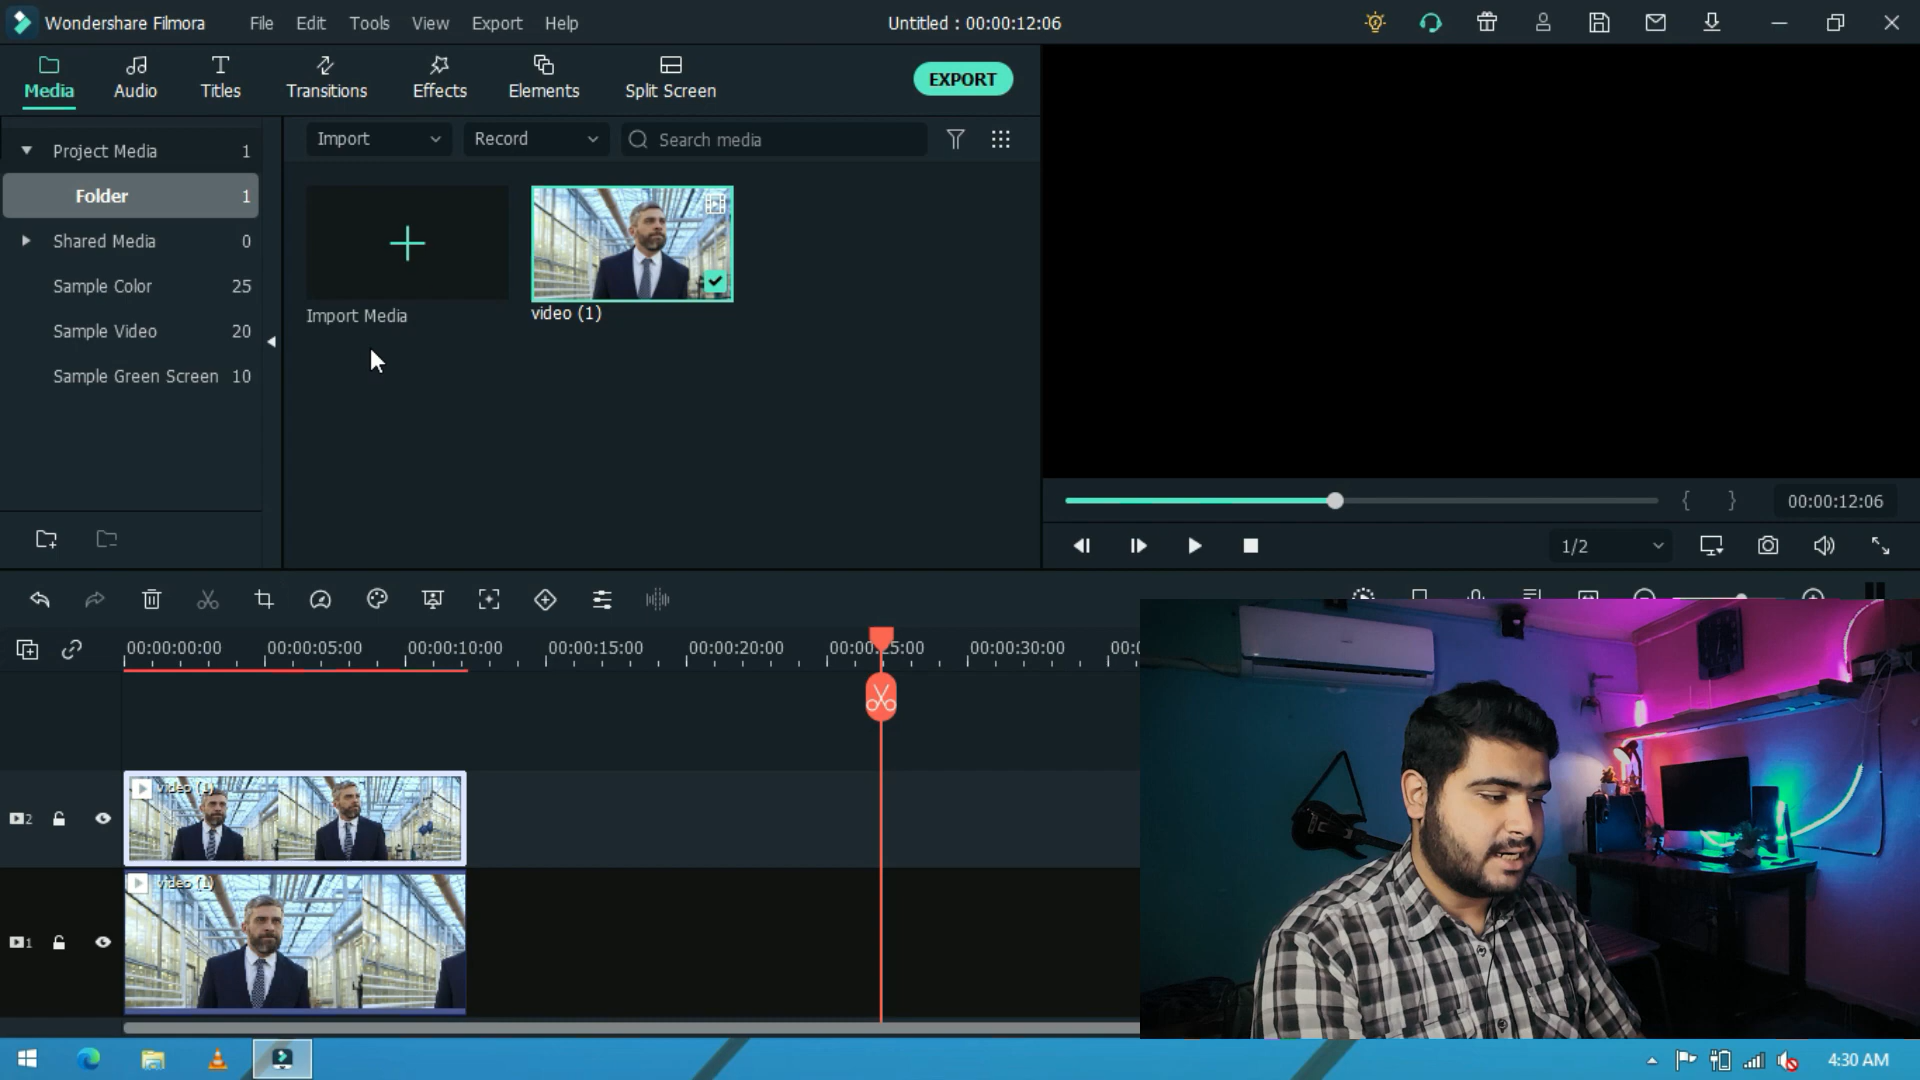 Wondershare Filmora File Edit Tools View Export Help Untitled : 00:00:12:06
Media Audio Titles Transitions Effects Elements Split Screen EXPORT
Import Record Search media
Project Media 1
Folder 1
Shared Media 0
Sample Color 25
Sample Video 20
Sample Green Screen 10
Import Media
video (1)
00:00:12:06
1/2
00:00:00:00 00:00:05:00 00:00:10:00 00:00:15:00 00:00:20:00 00:00:25:00 00:00:30:00
2
video (1)
1
video (1)
4:30 AM